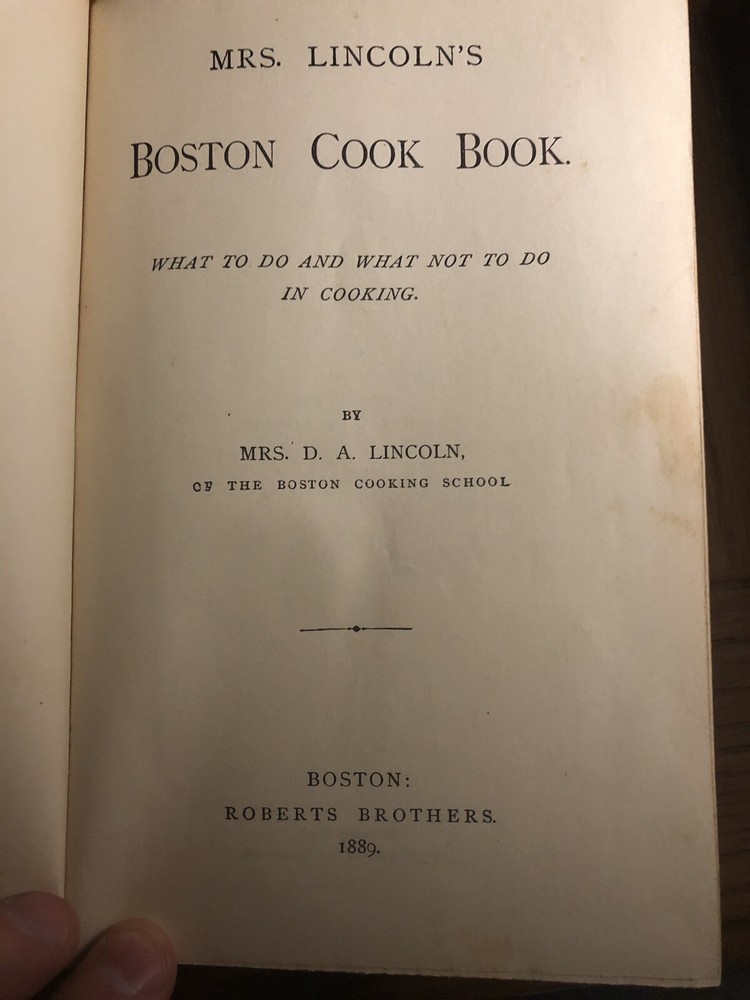 MRS. LINCOLN'S
BOSTON COOK BOOK.
WHAT TO DO AND WHAT NOT TO DO
IN COOKING.
BY
MRS. D. A. LINCOLN,
OF THE BOSTON COOKING SCHOOL
BOSTON:
ROBERTS BROTHERS.
1889.